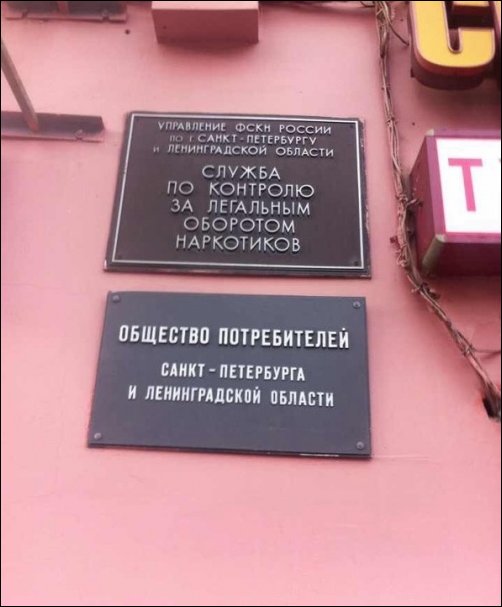 УПРАВЛЕНИЕ ФСКН РОССИИ
ПО Г. САНКТ-ПЕТЕРБУРГУ
И ЛЕНИНГРАДСКОЙ ОБЛАСТИ
СЛУЖБА
ПО КОНТРОЛЮ
ЗА ЛЕГАЛЬНЫМ
ОБОРОТОМ
НАРКОТИКОВ
ОБЩЕСТВО ПОТРЕБИТЕЛЕЙ
САНКТ-ПЕТЕРБУРГА
И ЛЕНИНГРАДСКОЙ ОБЛАСТИ
С
Т